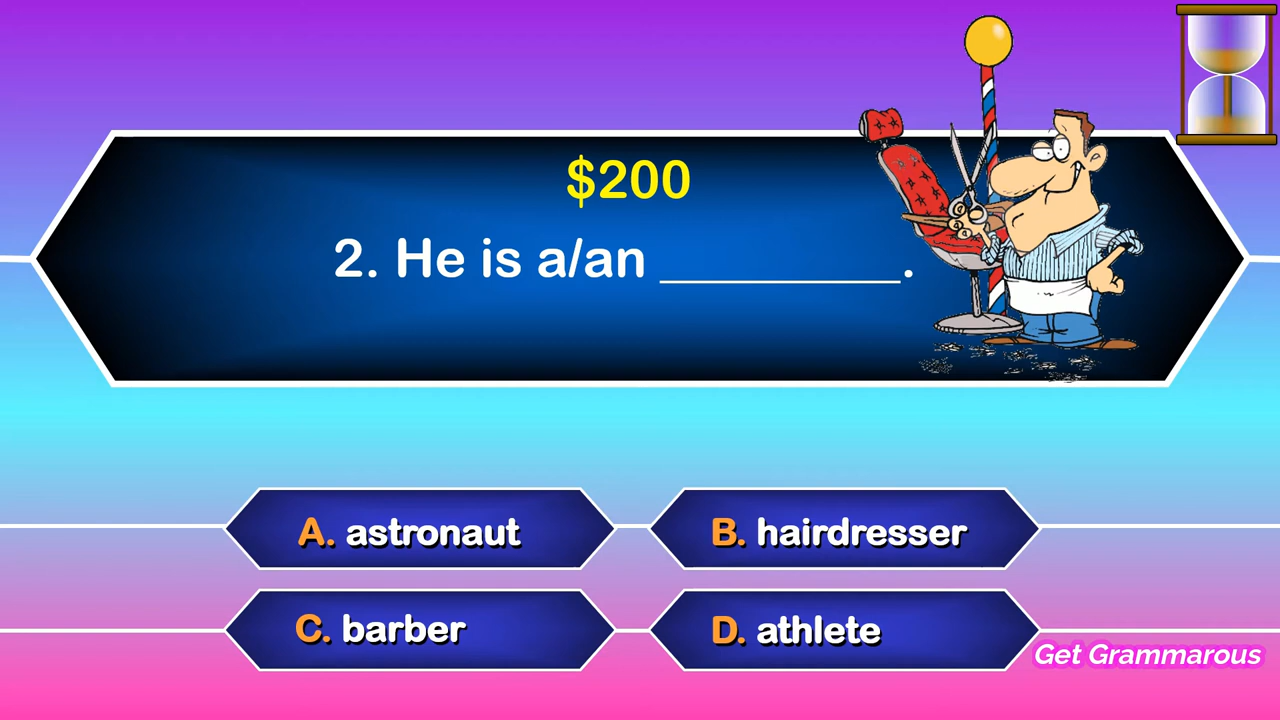 $200
2. He is a/an __________.
A. astronaut
B. hairdresser
C. barber
D. athlete
Get Grammarous